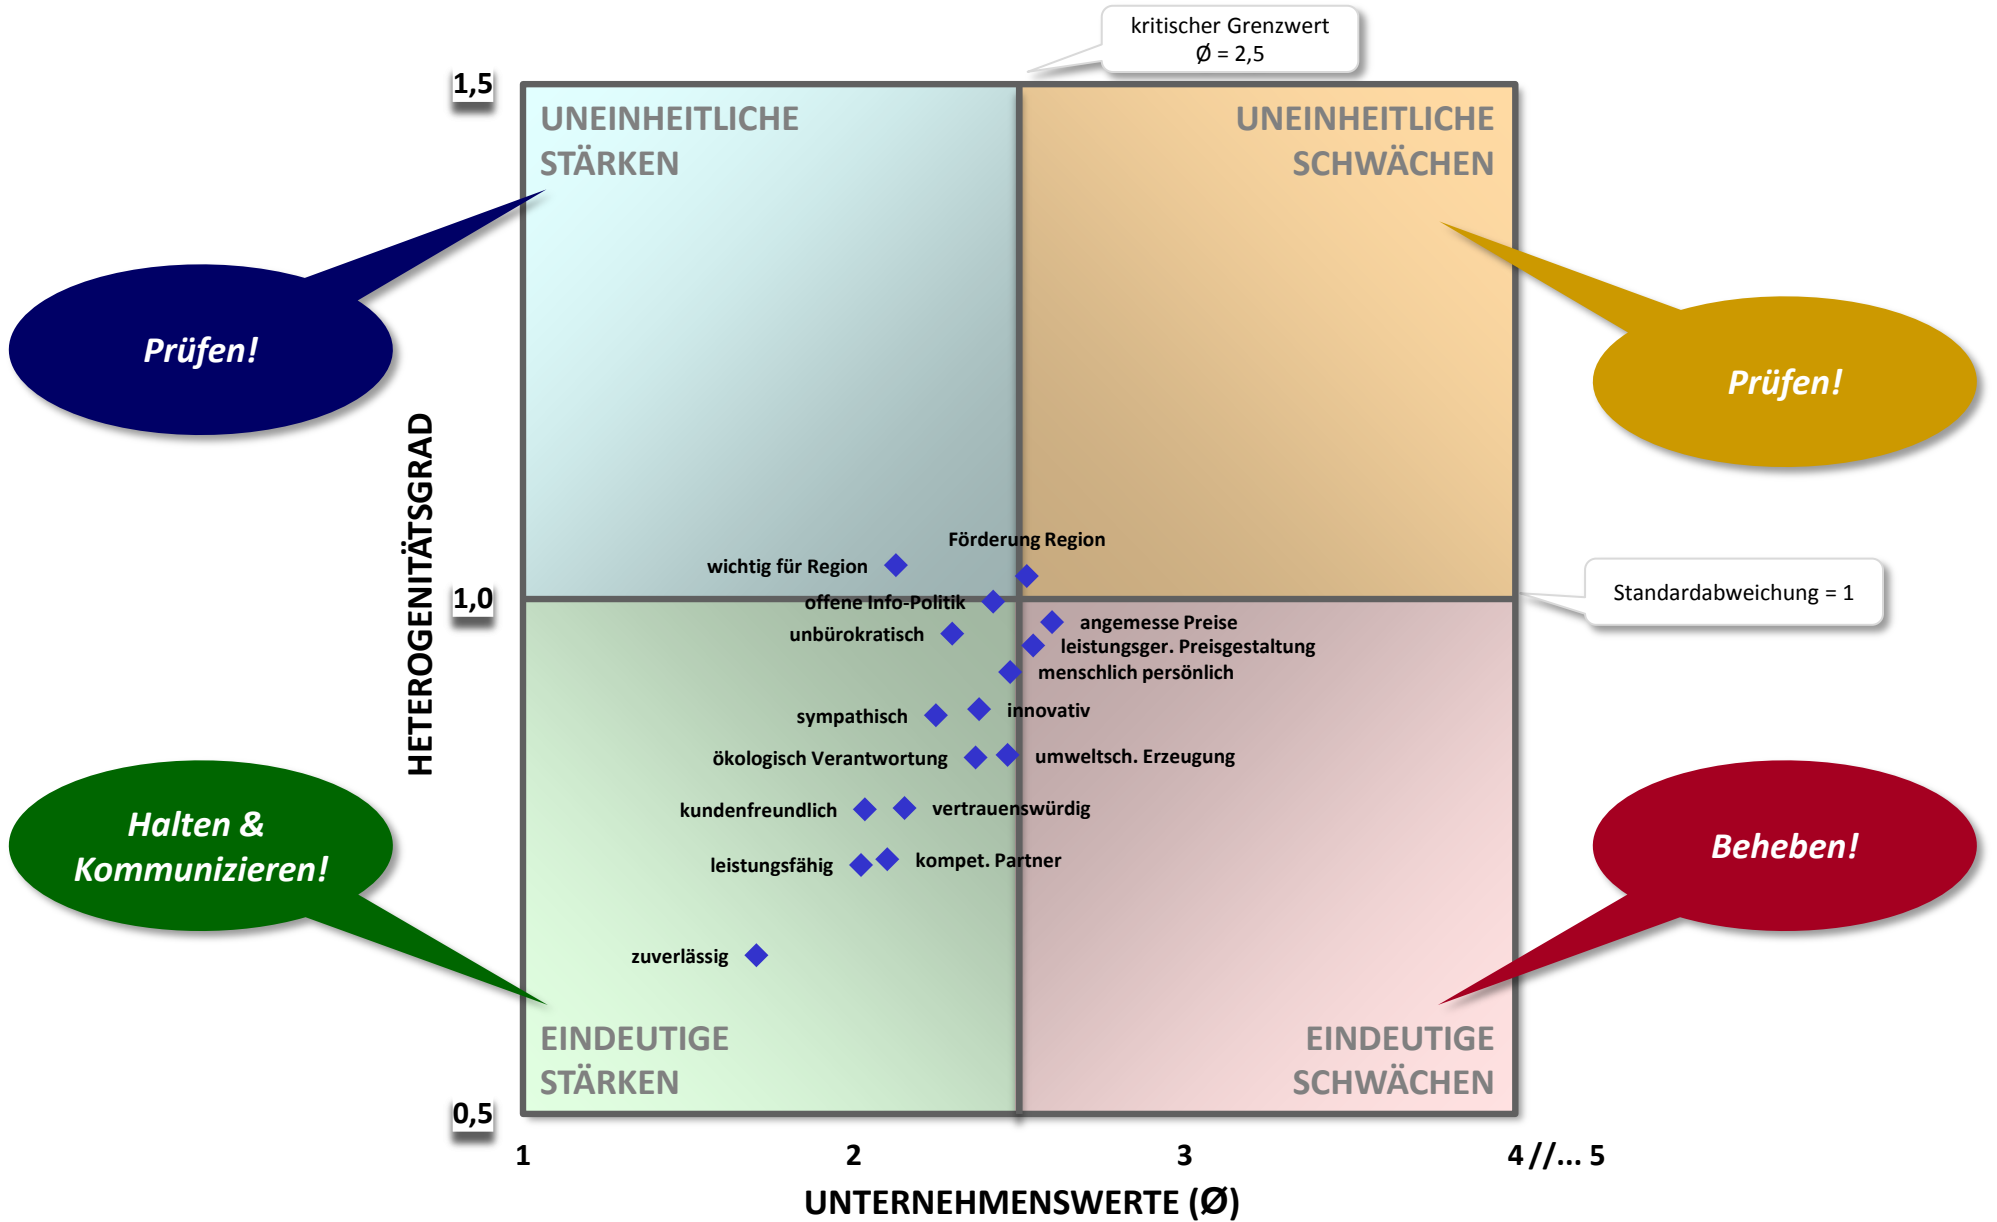 kritischer Grenzwert
Ø = 2,5
1,5
UNEINHEITLICHE
STÄRKEN
UNEINHEITLICHE
SCHWÄCHEN
Prüfen!
Prüfen!
HETEROGENITÄTSGRAD
Förderung Region
wichtig für Region
1,0
offene Info-Politik
Standardabweichung = 1
angemesse Preise
unbürokratisch
leistungsger. Preisgestaltung
menschlich persönlich
sympathisch
innovativ
ökologisch Verantwortung
umweltsch. Erzeugung
kundenfreundlich
vertrauenswürdig
leistungsfähig
kompet. Partner
Halten &
Kommunizieren!
Beheben!
zuverlässig
EINDEUTIGE
STÄRKEN
EINDEUTIGE
SCHWÄCHEN
0,5
1 2 3 4 //... 5
UNTERNEHMENSWERTE (Ø)